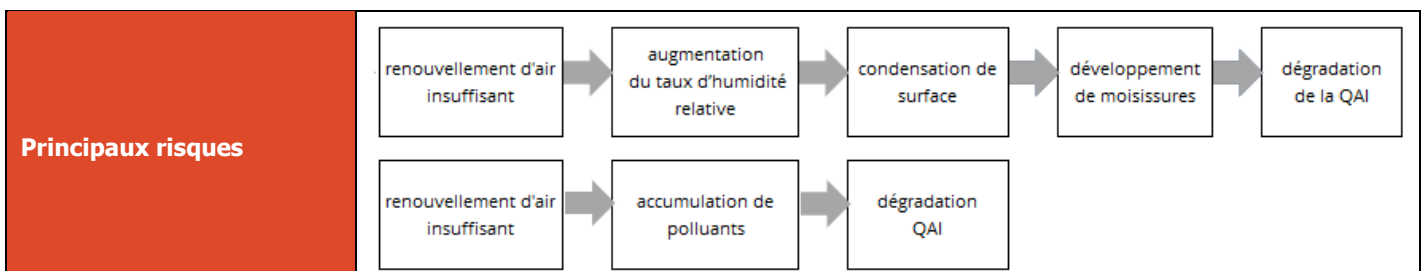 Principaux risques
renouvellement d'air
insuffisant
augmentation
du taux d’humidité
relative
condensation de
surface
développement
de moisissures
dégradation
de la QAI
renouvellement d'air
insuffisant
accumulation de
polluants
dégradation
QAI